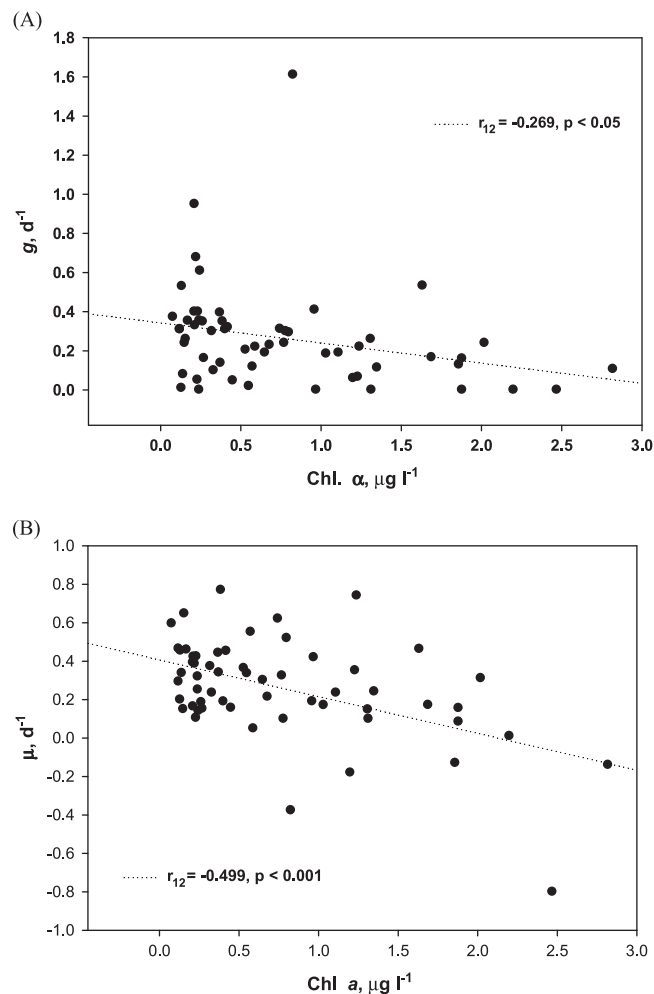 (A)
1.8
1.6
1.4
1.2
1.0
0.8
0.6
0.4
0.2
0.0
g, d⁻¹
r₁₂ = -0.269, p < 0.05
0.0 0.5 1.0 1.5 2.0 2.5 3.0
Chl. α, μg l⁻¹
(B)
1.0
0.8
0.6
0.4
0.2
0.0
-0.2
-0.4
-0.6
-0.8
-1.0
μ, d⁻¹
r₁₂ = -0.499, p < 0.001
0.0 0.5 1.0 1.5 2.0 2.5 3.0
Chl a, μg l⁻¹